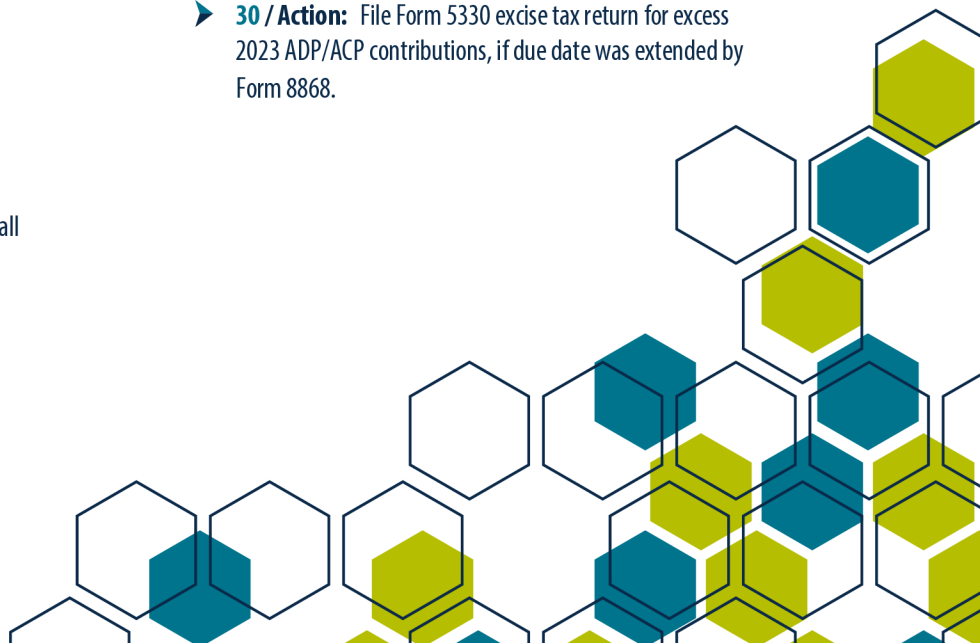 30 / Action: File Form 5330 excise tax return for excess
2023 ADP/ACP contributions, if due date was extended by
Form 8868.
all